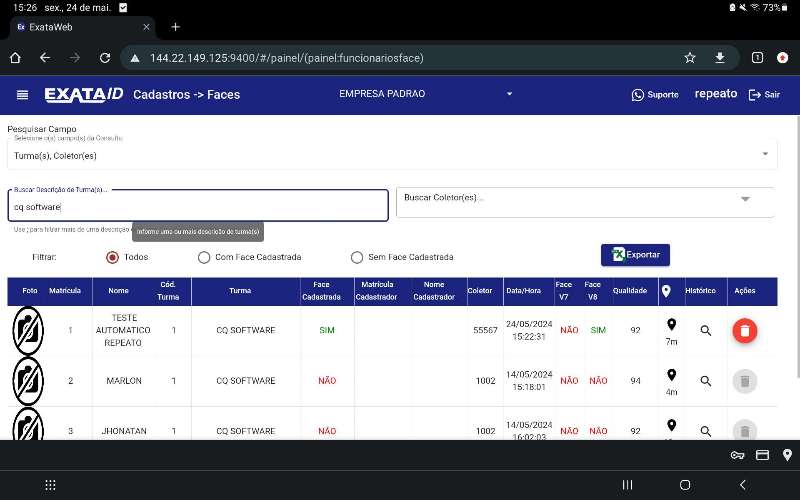 15:26 sex., 24 de mai.
73%
Ex ExataWeb
144.22.149.125:9400/#/painel/(painel:funcionariosface)
1
EXATAID Cadastros -> Faces EMPRESA PADRAO Suporte repeato Sair
Pesquisar Campo
Selecione o(s) campo(s) da Consulta
Turma(s), Coletor(es)
Buscar Descrição de Turma(s)...
cq software
Buscar Coletor(es)...
Use ; para filtrar mais de uma descrição
Informe uma ou mais descrição de turma(s)
Filtrar: Todos Com Face Cadastrada Sem Face Cadastrada Exportar
Foto Matrícula Nome Cód. Turma Turma Face Cadastrada Matrícula Cadastrador Nome Cadastrador Coletor Data/Hora Face V7 Face V8 Qualidade Histórico Ações
1 TESTE AUTOMATICO REPEATO 1 CQ SOFTWARE SIM 55567 24/05/2024 15:22:31 NÃO SIM 92 7m
2 MARLON 1 CQ SOFTWARE NÃO 1002 14/05/2024 15:18:01 NÃO NÃO 94 4m
3 JHONATAN 1 CQ SOFTWARE NÃO 1002 14/05/2024 16:02:03 NÃO NÃO 92